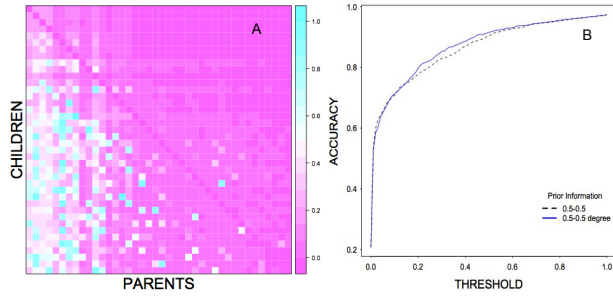 A
CHILDREN
PARENTS
1.0
0.8
0.6
0.4
0.2
0.0
B
ACCURACY
1.0
0.8
0.6
0.4
0.2
Prior Information
0.5-0.5
0.5-0.5 degree
0.0 0.2 0.4 0.6 0.8 1.0
THRESHOLD